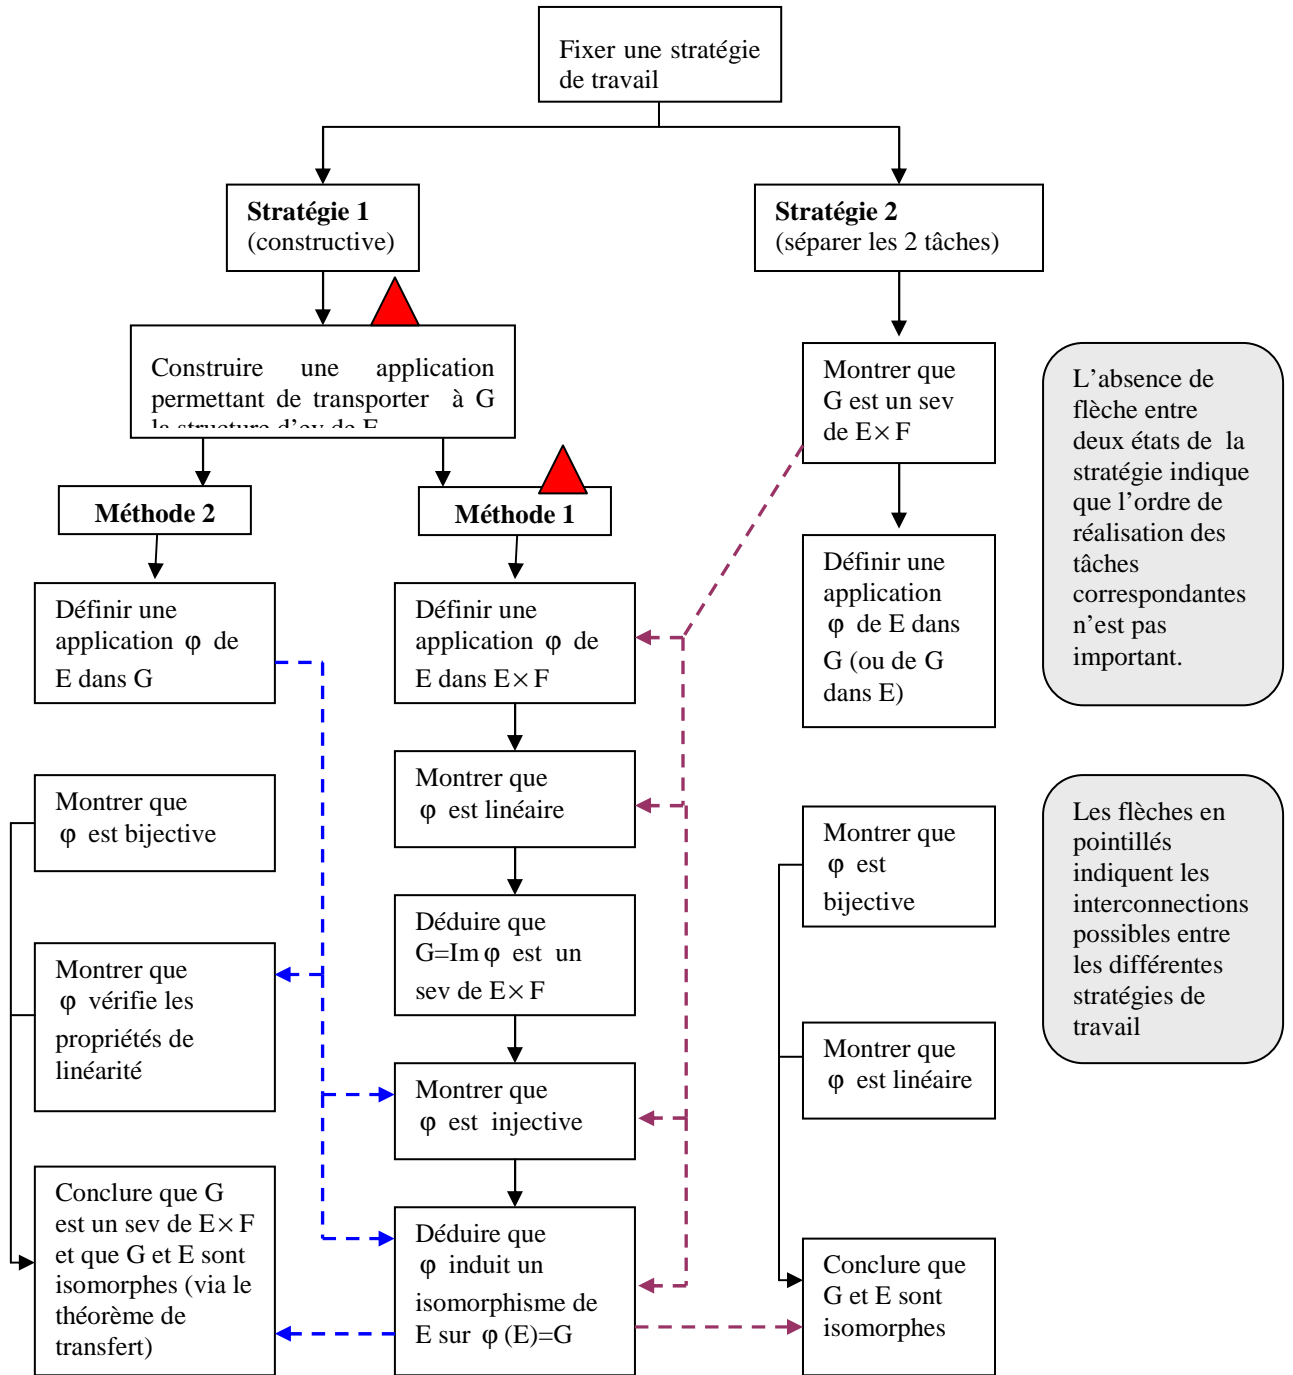 Fixer une stratégie
de travail
Stratégie 1
(constructive)
Stratégie 2
(séparer les 2 tâches)
Construire une application
permettant de transporter à G
la structure d'ev de E
Montrer que
G est un sev
de E× F
L'absence de
flèche entre
deux états de la
stratégie indique
que l'ordre de
réalisation des
tâches
correspondantes
n'est pas
important.
Méthode 2
Méthode 1
Définir une
application φ de
E dans G
Définir une
application φ de
E dans E× F
Définir une
application
φ de E dans
G (ou de G
dans E)
Montrer que
φ est bijective
Montrer que
φ est linéaire
Montrer que
φ est
bijective
Les flèches en
pointillés
indiquent les
interconnections
possibles entre
les différentes
stratégies de
travail
Montrer que
φ vérifie les
propriétés de
linéarité
Déduire que
G=Im φ est un
sev de E× F
Montrer que
φ est injective
Montrer que
φ est linéaire
Conclure que G
est un sev de E× F
et que G et E sont
isomorphes (via le
théorème de
transfert)
Déduire que
φ induit un
isomorphisme de
E sur φ (E)=G
Conclure que
G et E sont
isomorphes